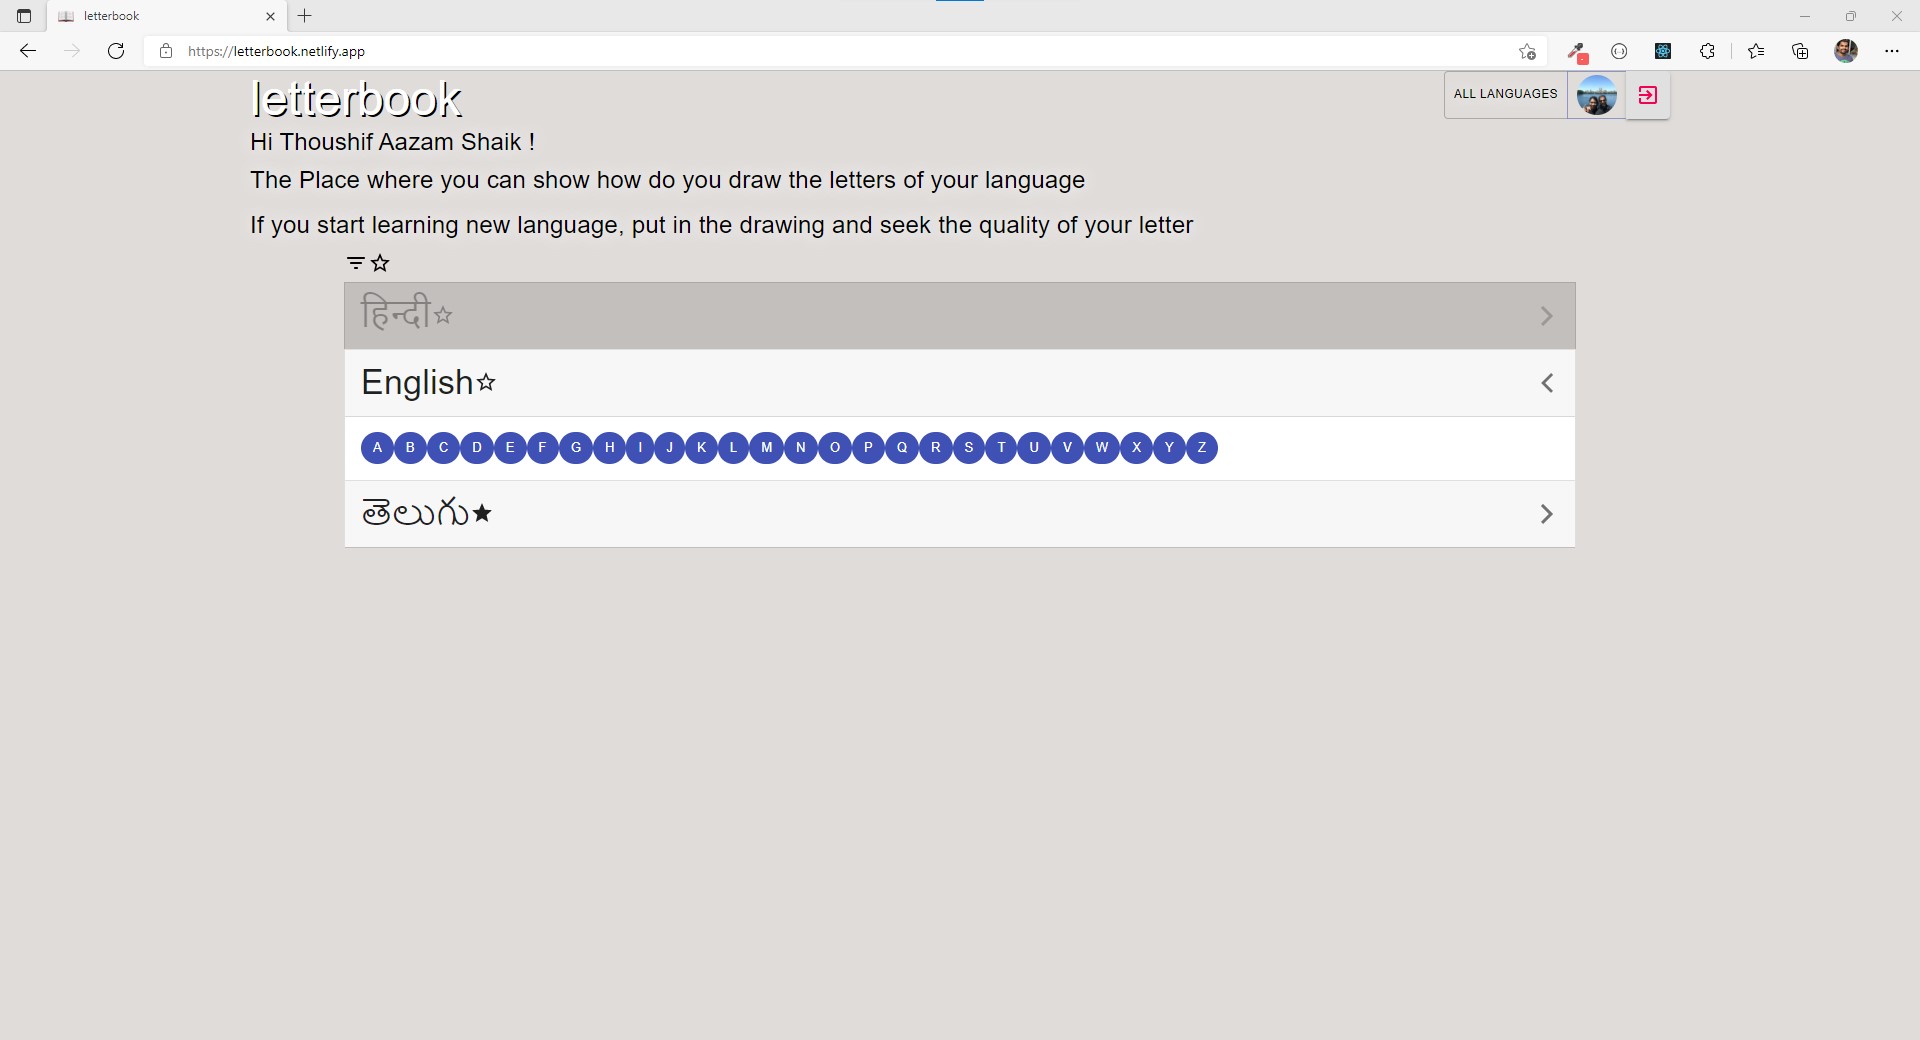 letterbook
https://letterbook.netlify.app
letterbook
ALL LANGUAGES
Hi Thoushif Aazam Shaik !
The Place where you can show how do you draw the letters of your language
If you start learning new language, put in the drawing and seek the quality of your letter
हिन्दी
English
A B C D E F G H I J K L M N O P Q R S T U V W X Y Z
తెలుగు